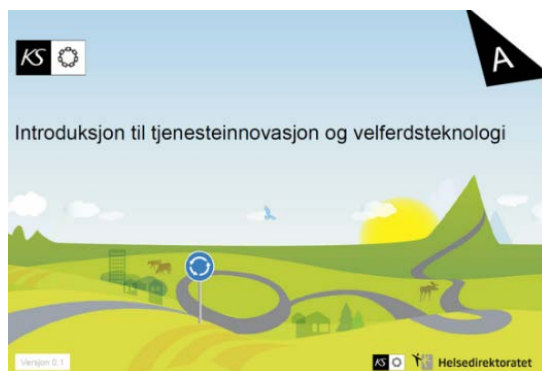 KS
A
Introduksjon til tjenesteinnovasjon og velferdsteknologi
Versjon 0.1
KS
Helsedirektoratet